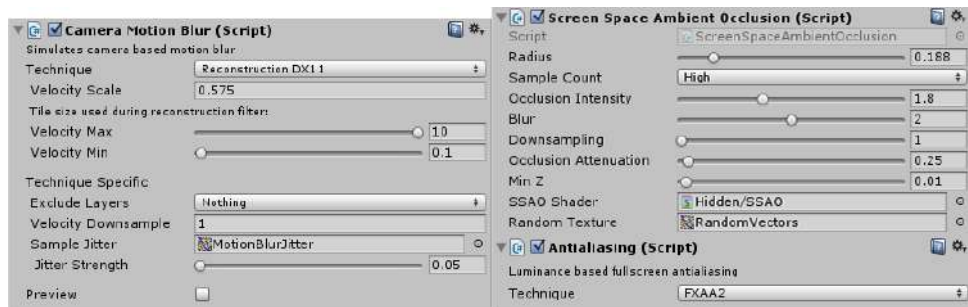 Camera Motion Blur (Script)
Simulates camera based motion blur
Technique Reconstruction DX11
Velocity Scale 0.575
Tile size used during reconstruction filter:
Velocity Max 10
Velocity Min 0.1
Technique Specific
Exclude Layers Nothing
Velocity Downsample 1
Sample Jitter MotionBlurJitter
Jitter Strength 0.05
Preview
Screen Space Ambient Occlusion (Script)
Script ScreenSpaceAmbientOcclusion
Radius 0.188
Sample Count High
Occlusion Intensity 1.8
Blur 2
Downsampling 1
Occlusion Attenuation 0.25
Min Z 0.01
SSAO Shader Hidden/SSAO
Random Texture RandomVectors
Antialiasing (Script)
Luminance based fullscreen antialiasing
Technique FXAA2